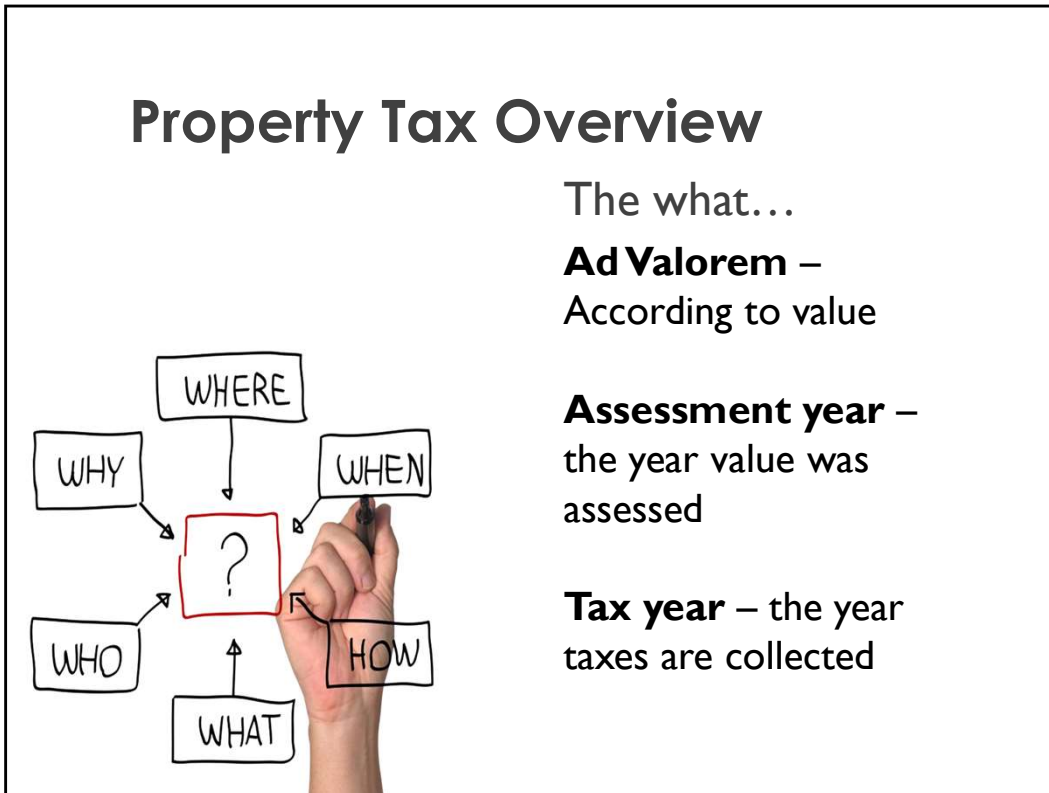 Property Tax Overview
The what…
Ad Valorem –
According to value
Assessment year –
the year value was
assessed
Tax year – the year
taxes are collected
WHERE
WHY
WHEN
?
WHO
HOW
WHAT